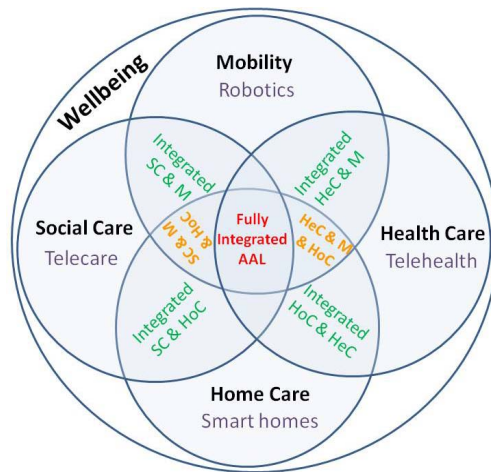 Wellbeing
Mobility
Robotics
Integrated
SC & M
Integrated
HeC & M
Social Care
Telecare
SC & M
& HoC
Fully
Integrated
AAL
HeC & M
& HoC
Health Care
Telehealth
Integrated
SC & HoC
Integrated
HoC & HeC
Home Care
Smart homes